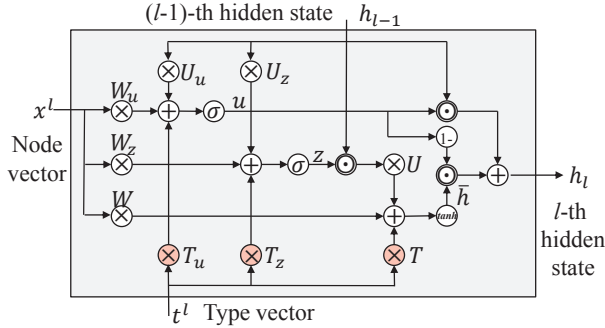 (l-1)-th hidden state h_{l-1}
U_u U_z
x^l W_u σ u
Node vector
1-
W_z σ z U
h_l
W h̄
tanh
l-th hidden state
T_u T_z T
t^l Type vector